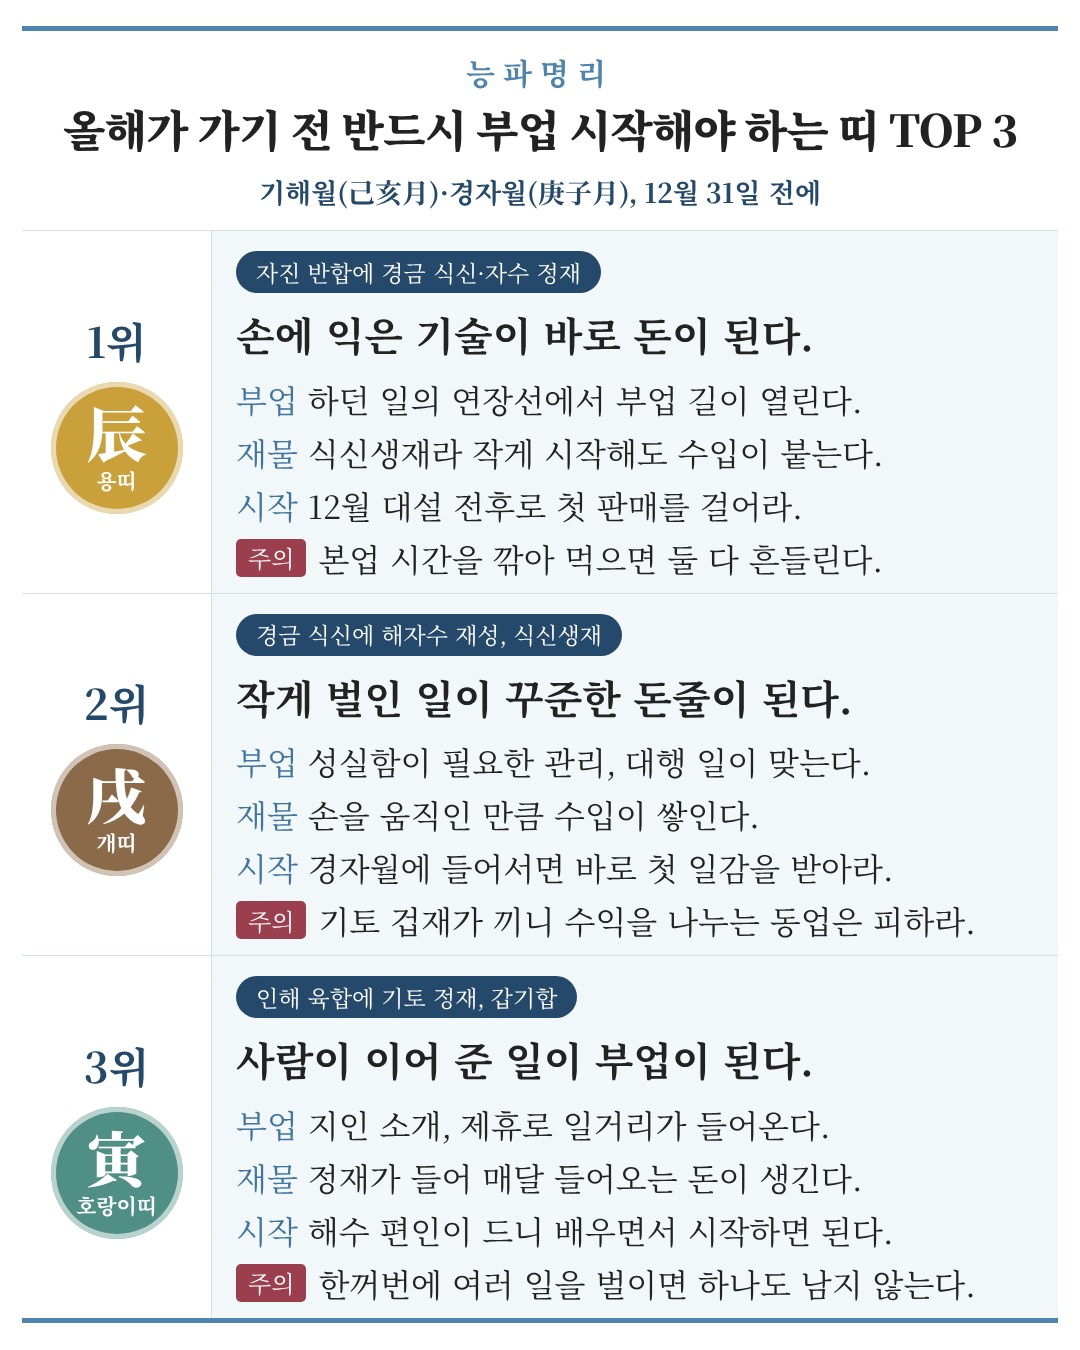 능파명리
올해가 가기 전 반드시 부업 시작해야 하는 띠 TOP 3
기해월(己亥月)·경자월(庚子月), 12월 31일 전에
1위
辰
용띠
자진 반합에 경금 식신·자수 정재
손에 익은 기술이 바로 돈이 된다.
부업 하던 일의 연장선에서 부업 길이 열린다.
재물 식신생재라 작게 시작해도 수입이 붙는다.
시작 12월 대설 전후로 첫 판매를 걸어라.
주의 본업 시간을 깎아 먹으면 둘 다 흔들린다.
2위
戌
개띠
경금 식신에 해자수 재성, 식신생재
작게 벌인 일이 꾸준한 돈줄이 된다.
부업 성실함이 필요한 관리, 대행 일이 맞는다.
재물 손을 움직인 만큼 수입이 쌓인다.
시작 경자월에 들어서면 바로 첫 일감을 받아라.
주의 기토 겁재가 끼니 수익을 나누는 동업은 피하라.
3위
寅
호랑이띠
인해 육합에 기토 정재, 갑기합
사람이 이어 준 일이 부업이 된다.
부업 지인 소개, 제휴로 일거리가 들어온다.
재물 정재가 들어 매달 들어오는 돈이 생긴다.
시작 해수 편인이 드니 배우면서 시작하면 된다.
주의 한꺼번에 여러 일을 벌이면 하나도 남지 않는다.